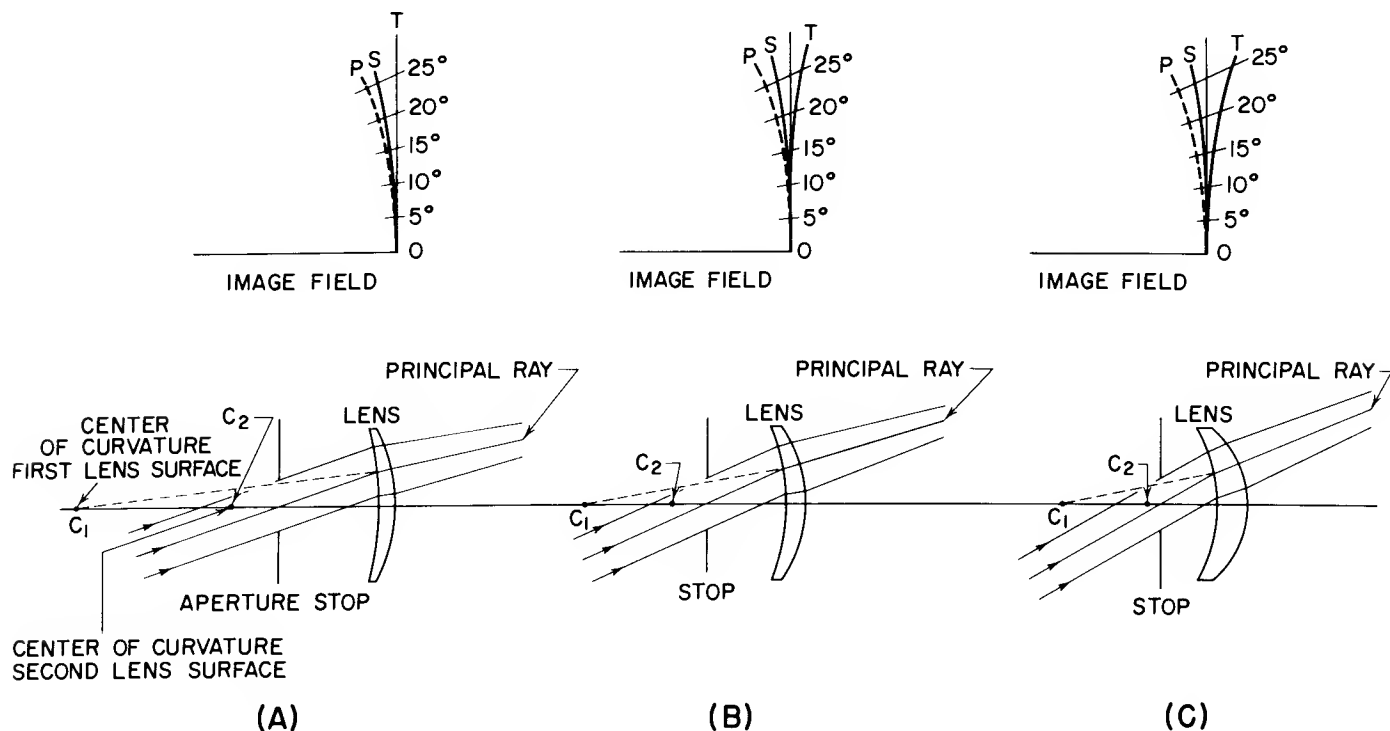 T
P
S
25°
20°
15°
10°
5°
0
IMAGE FIELD
P
S
T
25°
20°
15°
10°
5°
0
IMAGE FIELD
P
S
T
25°
20°
15°
10°
5°
0
IMAGE FIELD
PRINCIPAL RAY
C2
LENS
CENTER
OF CURVATURE
FIRST LENS SURFACE
C1
APERTURE STOP
CENTER OF CURVATURE
SECOND LENS SURFACE
(A)
PRINCIPAL RAY
LENS
C2
C1
STOP
(B)
PRINCIPAL RAY
LENS
C2
C1
STOP
(C)